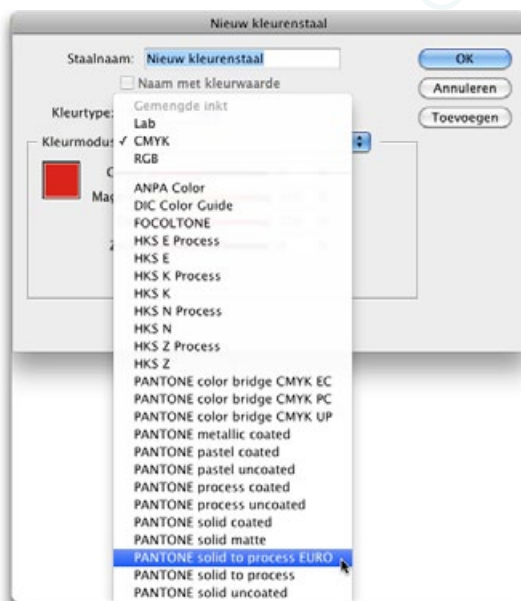 Nieuw kleurenstaal
Staalnaam: Nieuw kleurenstaal
Naam met kleurwaarde
OK
Annuleren
Toevoegen
Kleurtype:
Kleurmodus
Gemengde inkt
Lab
✓ CMYK
RGB
ANPA Color
DIC Color Guide
FOCOLTONE
HKS E Process
HKS E
HKS K Process
HKS K
HKS N Process
HKS N
HKS Z Process
HKS Z
PANTONE color bridge CMYK EC
PANTONE color bridge CMYK PC
PANTONE color bridge CMYK UP
PANTONE metallic coated
PANTONE pastel coated
PANTONE pastel uncoated
PANTONE process coated
PANTONE process uncoated
PANTONE solid coated
PANTONE solid matte
PANTONE solid to process EURO
PANTONE solid to process
PANTONE solid uncoated